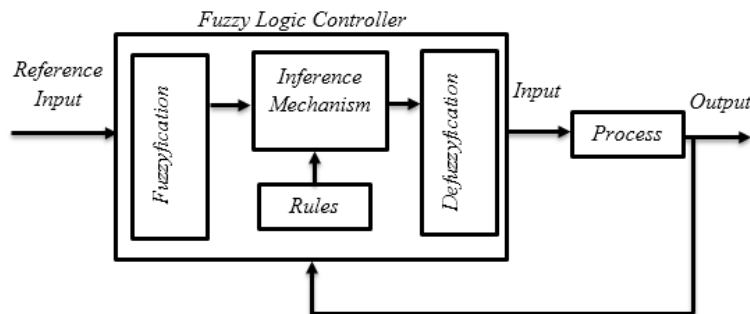 Fuzzy Logic Controller
Reference
Input
Fuzzyfication
Inference
Mechanism
Rules
Defuzzyfication
Input
Process
Output